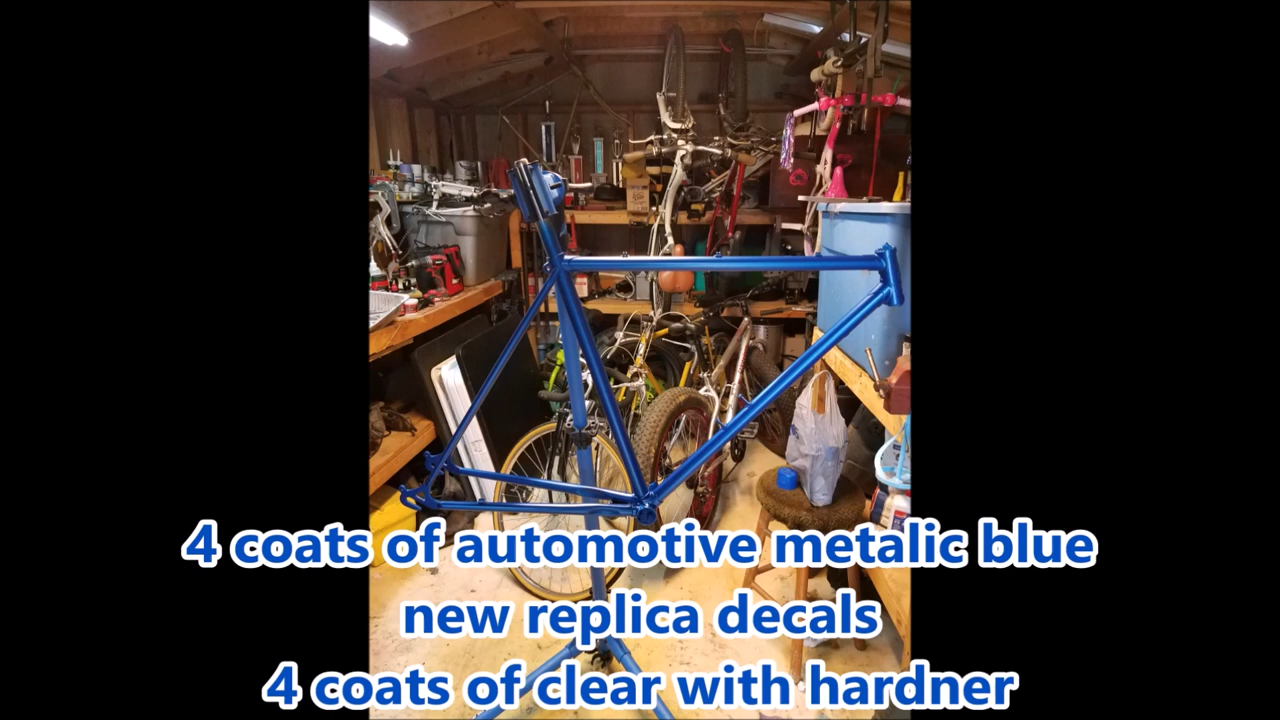 4 coats of automotive metalic blue
new replica decals
4 coats of clear with hardner